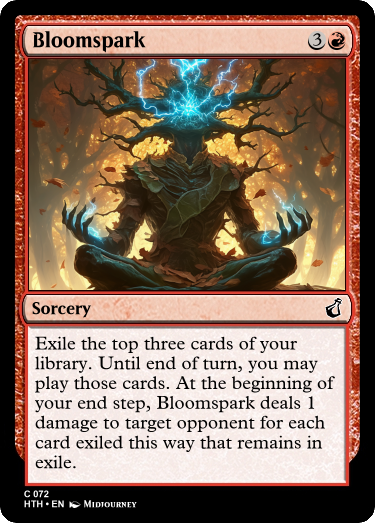 Bloomspark 3
Sorcery
Exile the top three cards of your
library. Until end of turn, you may
play those cards. At the beginning of
your end step, Bloomspark deals 1
damage to target opponent for each
card exiled this way that remains in
exile.
C 072
HTH • EN Midjourney